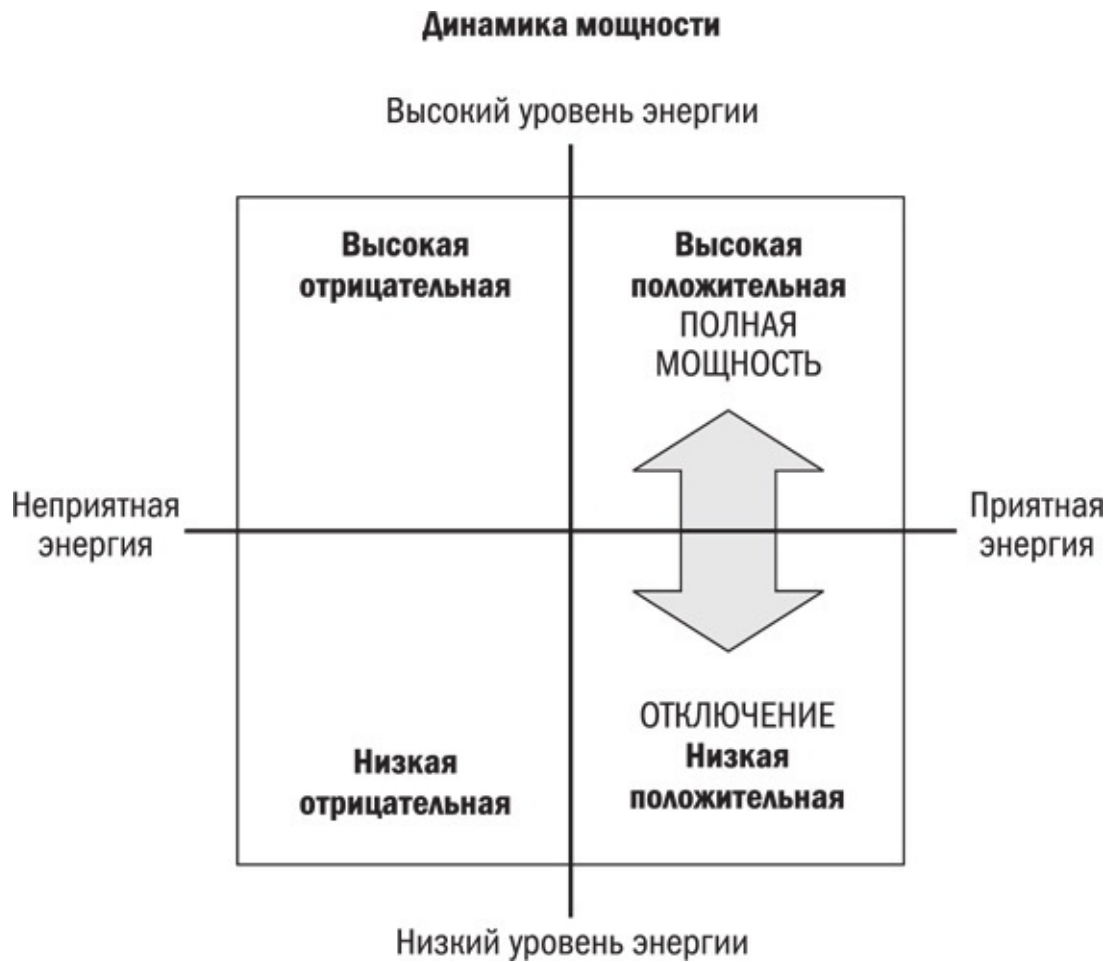 Динамика мощности
Высокий уровень энергии
Высокая
отрицательная
Высокая
положительная
ПОЛНАЯ
МОЩНОСТЬ
Неприятная
энергия
Приятная
энергия
Низкая
отрицательная
ОТКЛЮЧЕНИЕ
Низкая
положительная
Низкий уровень энергии